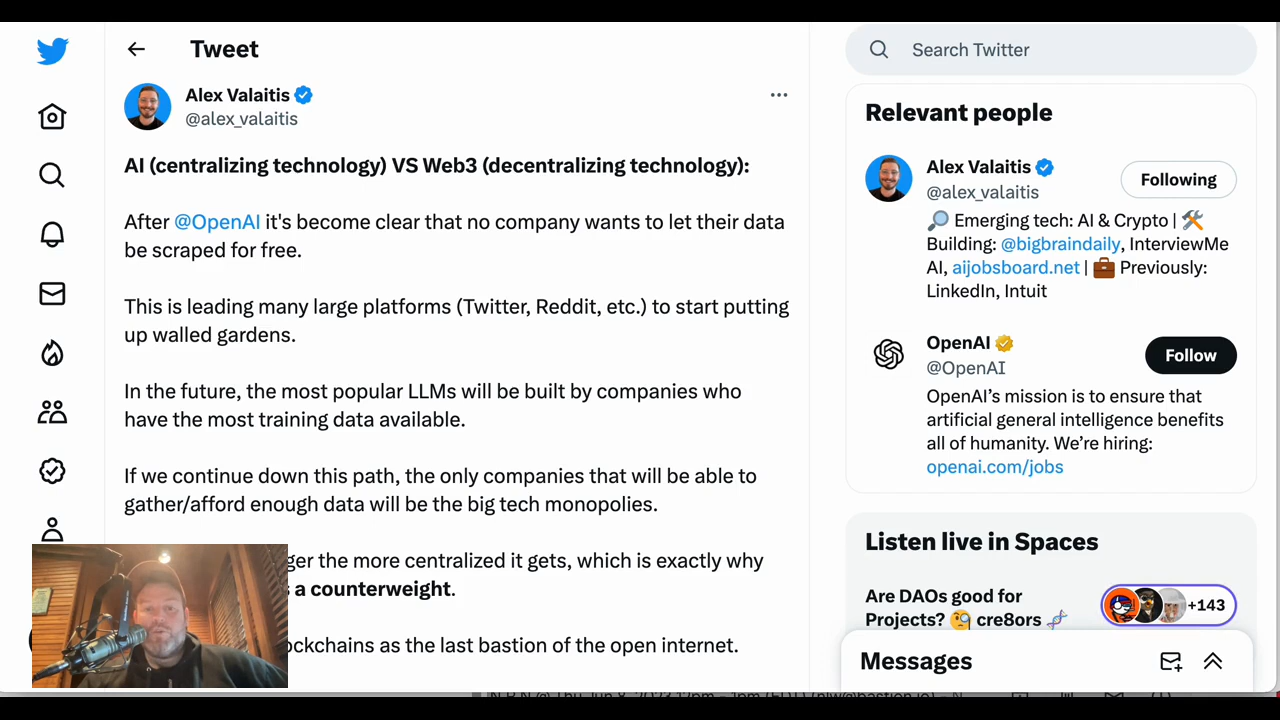 Tweet
Alex Valaitis
@alex_valaitis
AI (centralizing technology) VS Web3 (decentralizing technology):
After @OpenAI it's become clear that no company wants to let their data
be scraped for free.
This is leading many large platforms (Twitter, Reddit, etc.) to start putting
up walled gardens.
In the future, the most popular LLMs will be built by companies who
have the most training data available.
If we continue down this path, the only companies that will be able to
gather/afford enough data will be the big tech monopolies.
the more centralized it gets, which is exactly why
a counterweight.
as the last bastion of the open internet.
Search Twitter
Relevant people
Alex Valaitis
@alex_valaitis
Following
🔎 Emerging tech: AI & Crypto | 🛠️
Building: @bigbraindaily, InterviewMe
AI, aijobsboard.net | 💼 Previously:
LinkedIn, Intuit
OpenAI
@OpenAI
Follow
OpenAI's mission is to ensure that
artificial general intelligence benefits
all of humanity. We're hiring:
openai.com/jobs
Listen live in Spaces
Are DAOs good for
Projects? 🧐 cre8ors 🧬
+143
Messages